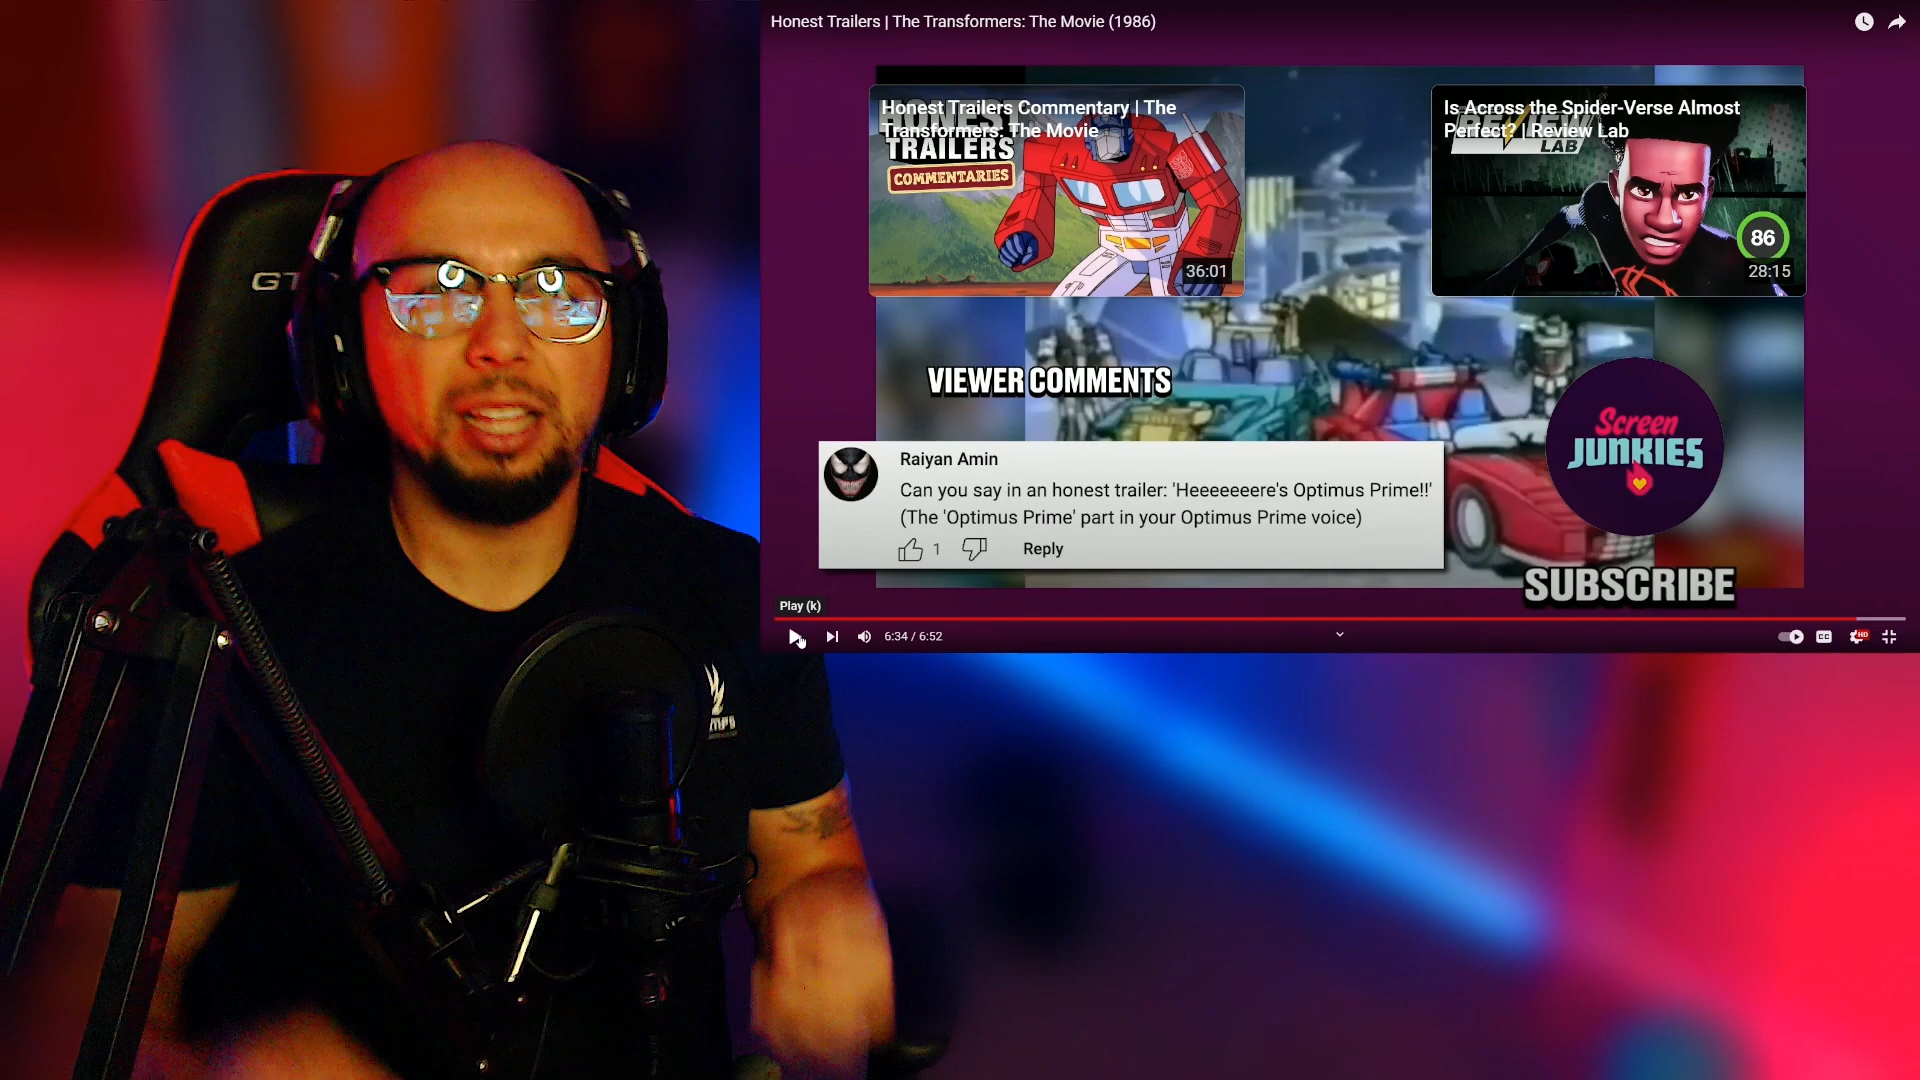 Honest Trailers | The Transformers: The Movie (1986)
Honest Trailers Commentary | The
Transformers: The Movie
HONEST
TRAILERS
COMMENTARIES
36:01
Is Across the Spider-Verse Almost
Perfect? | Review Lab
REVIEW
LAB
86
28:15
GT
VIEWER COMMENTS
Screen
JUNKIES
Raiyan Amin
Can you say in an honest trailer: 'Heeeeeeere's Optimus Prime!!'
(The 'Optimus Prime' part in your Optimus Prime voice)
1
Reply
SUBSCRIBE
Play (k)
6:34 / 6:52
CC
HD